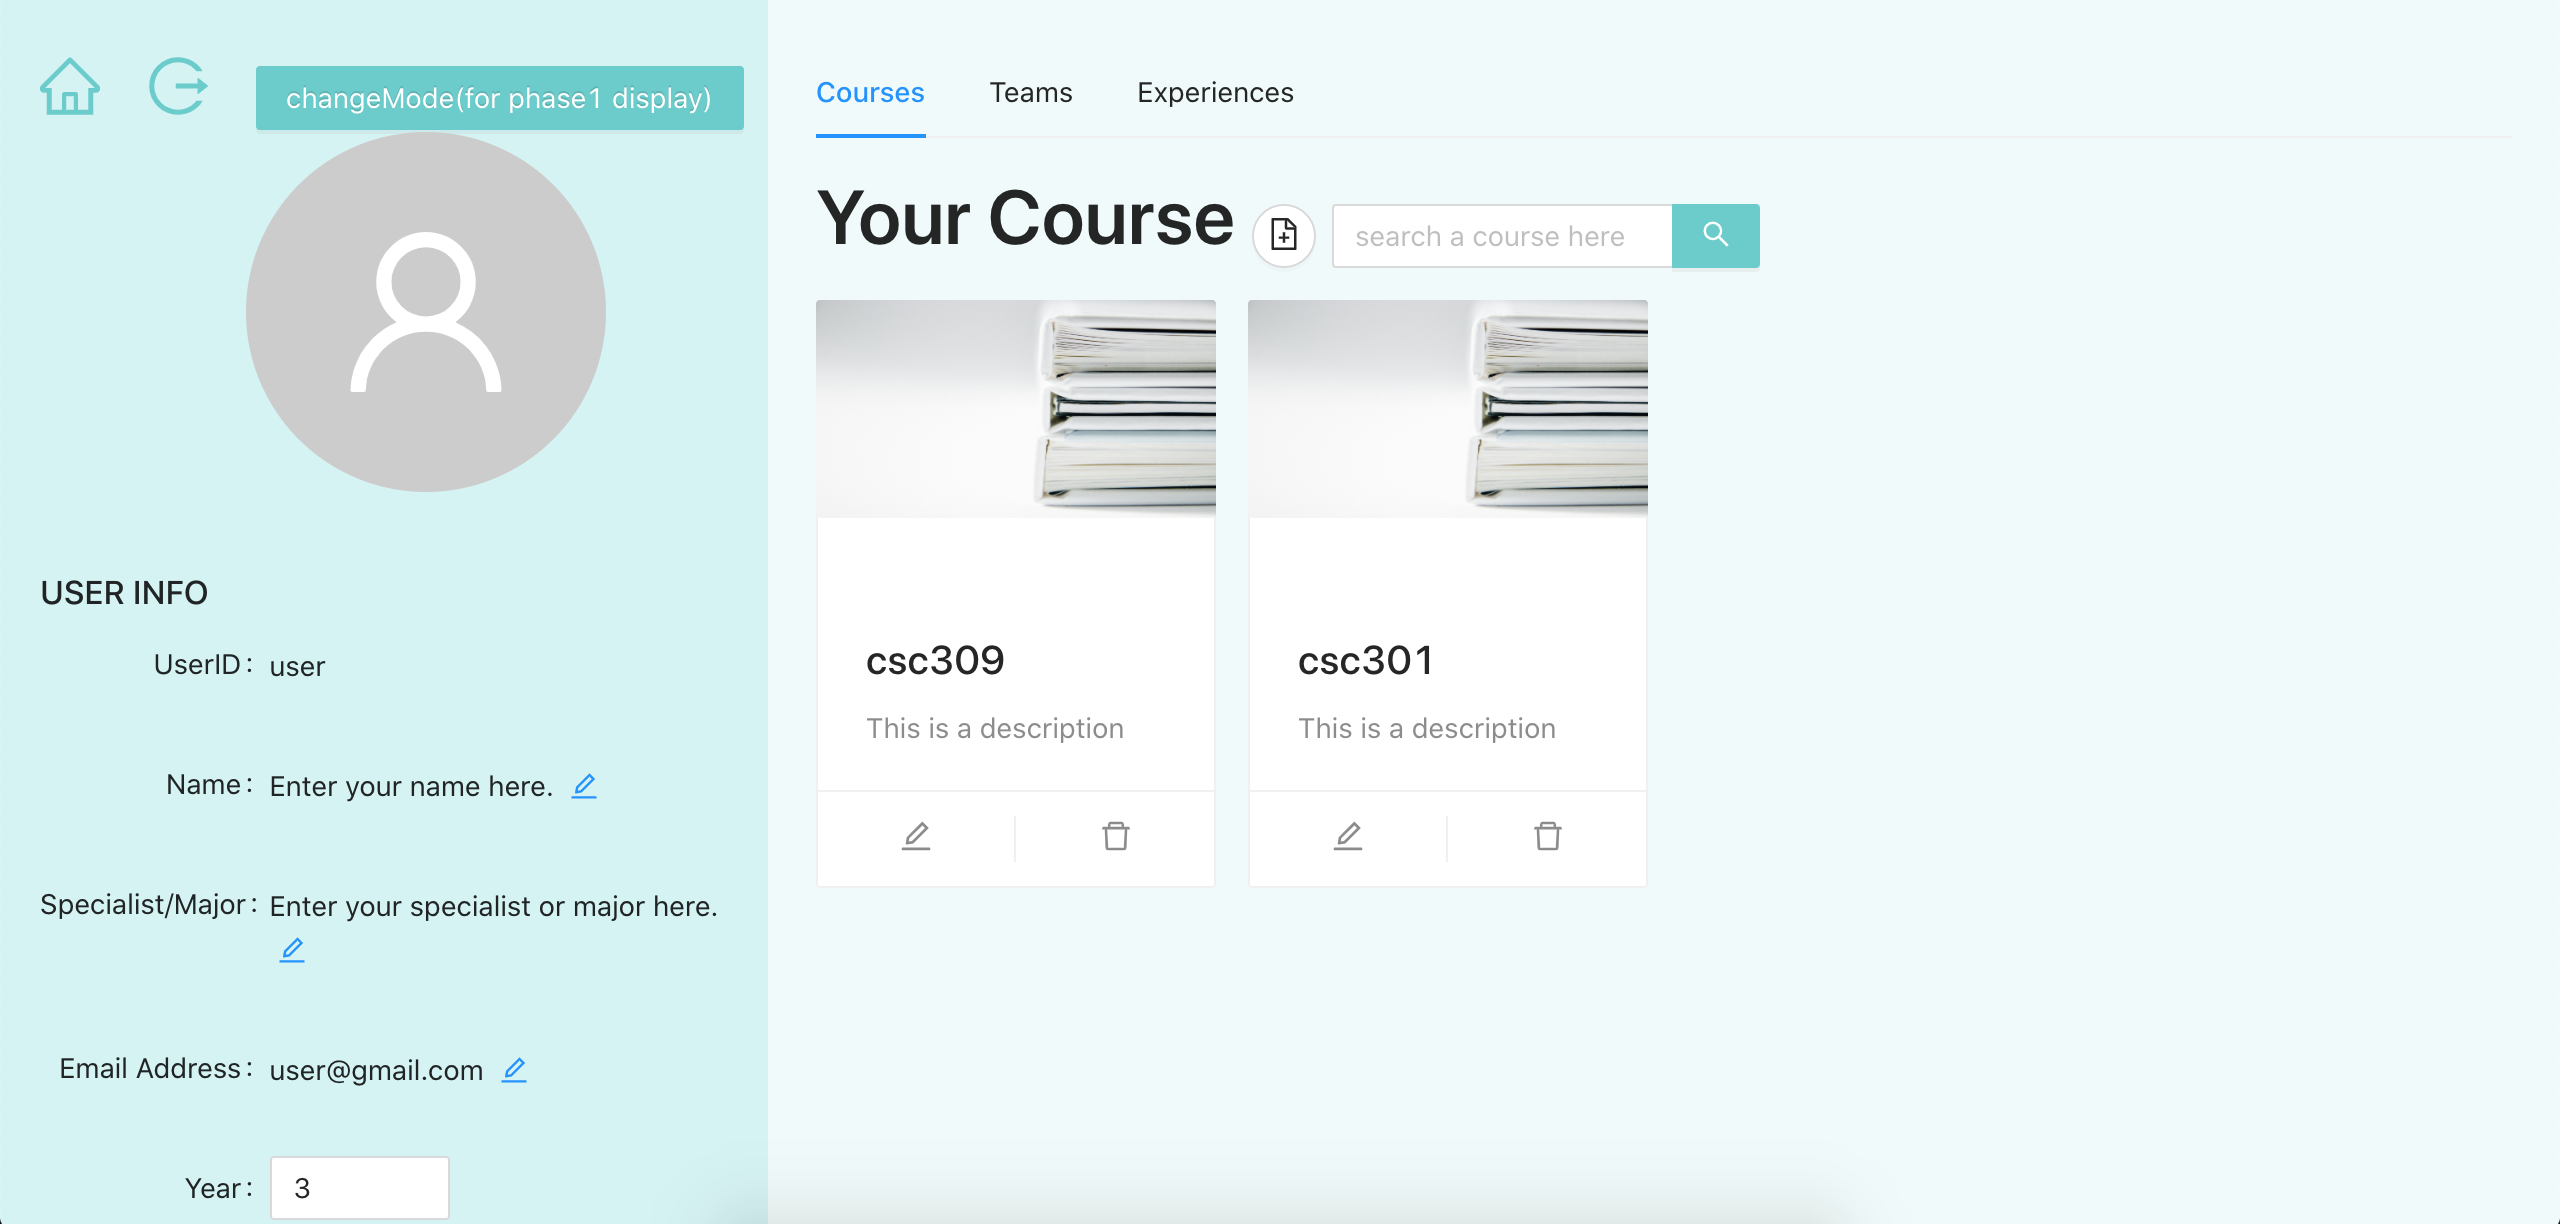 changeMode(for phase1 display)
USER INFO
UserID: user
Name: Enter your name here.
Specialist/Major: Enter your specialist or major here.
Email Address: user@gmail.com
Year: 3
Courses Teams Experiences
Your Course search a course here
csc309
This is a description
csc301
This is a description